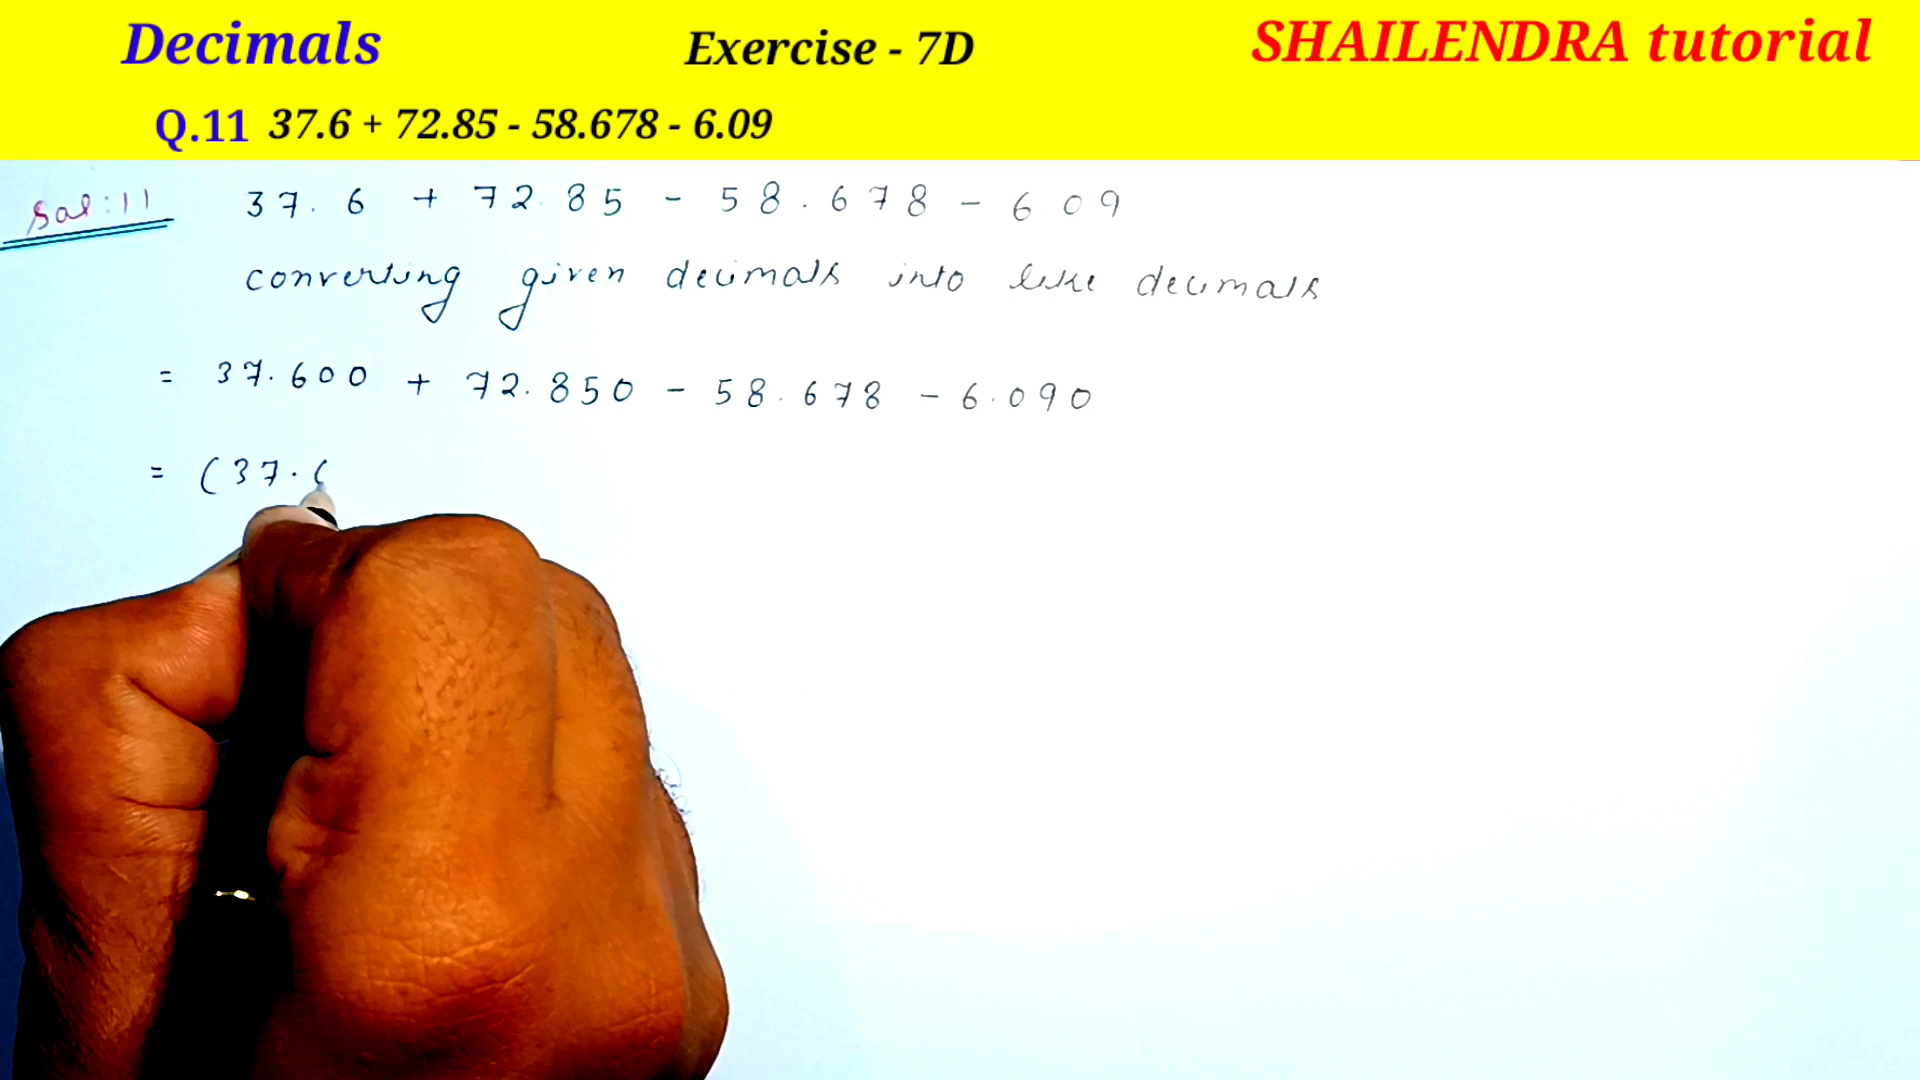 Decimals Exercise - 7D SHAILENDRA tutorial
Q.11 37.6 + 72.85 - 58.678 - 6.09
Sol:11 37.6 + 72.85 - 58.678 - 6 09
converting given decimals into like decimals
= 37.600 + 72.850 - 58.678 - 6.090
= (37.6